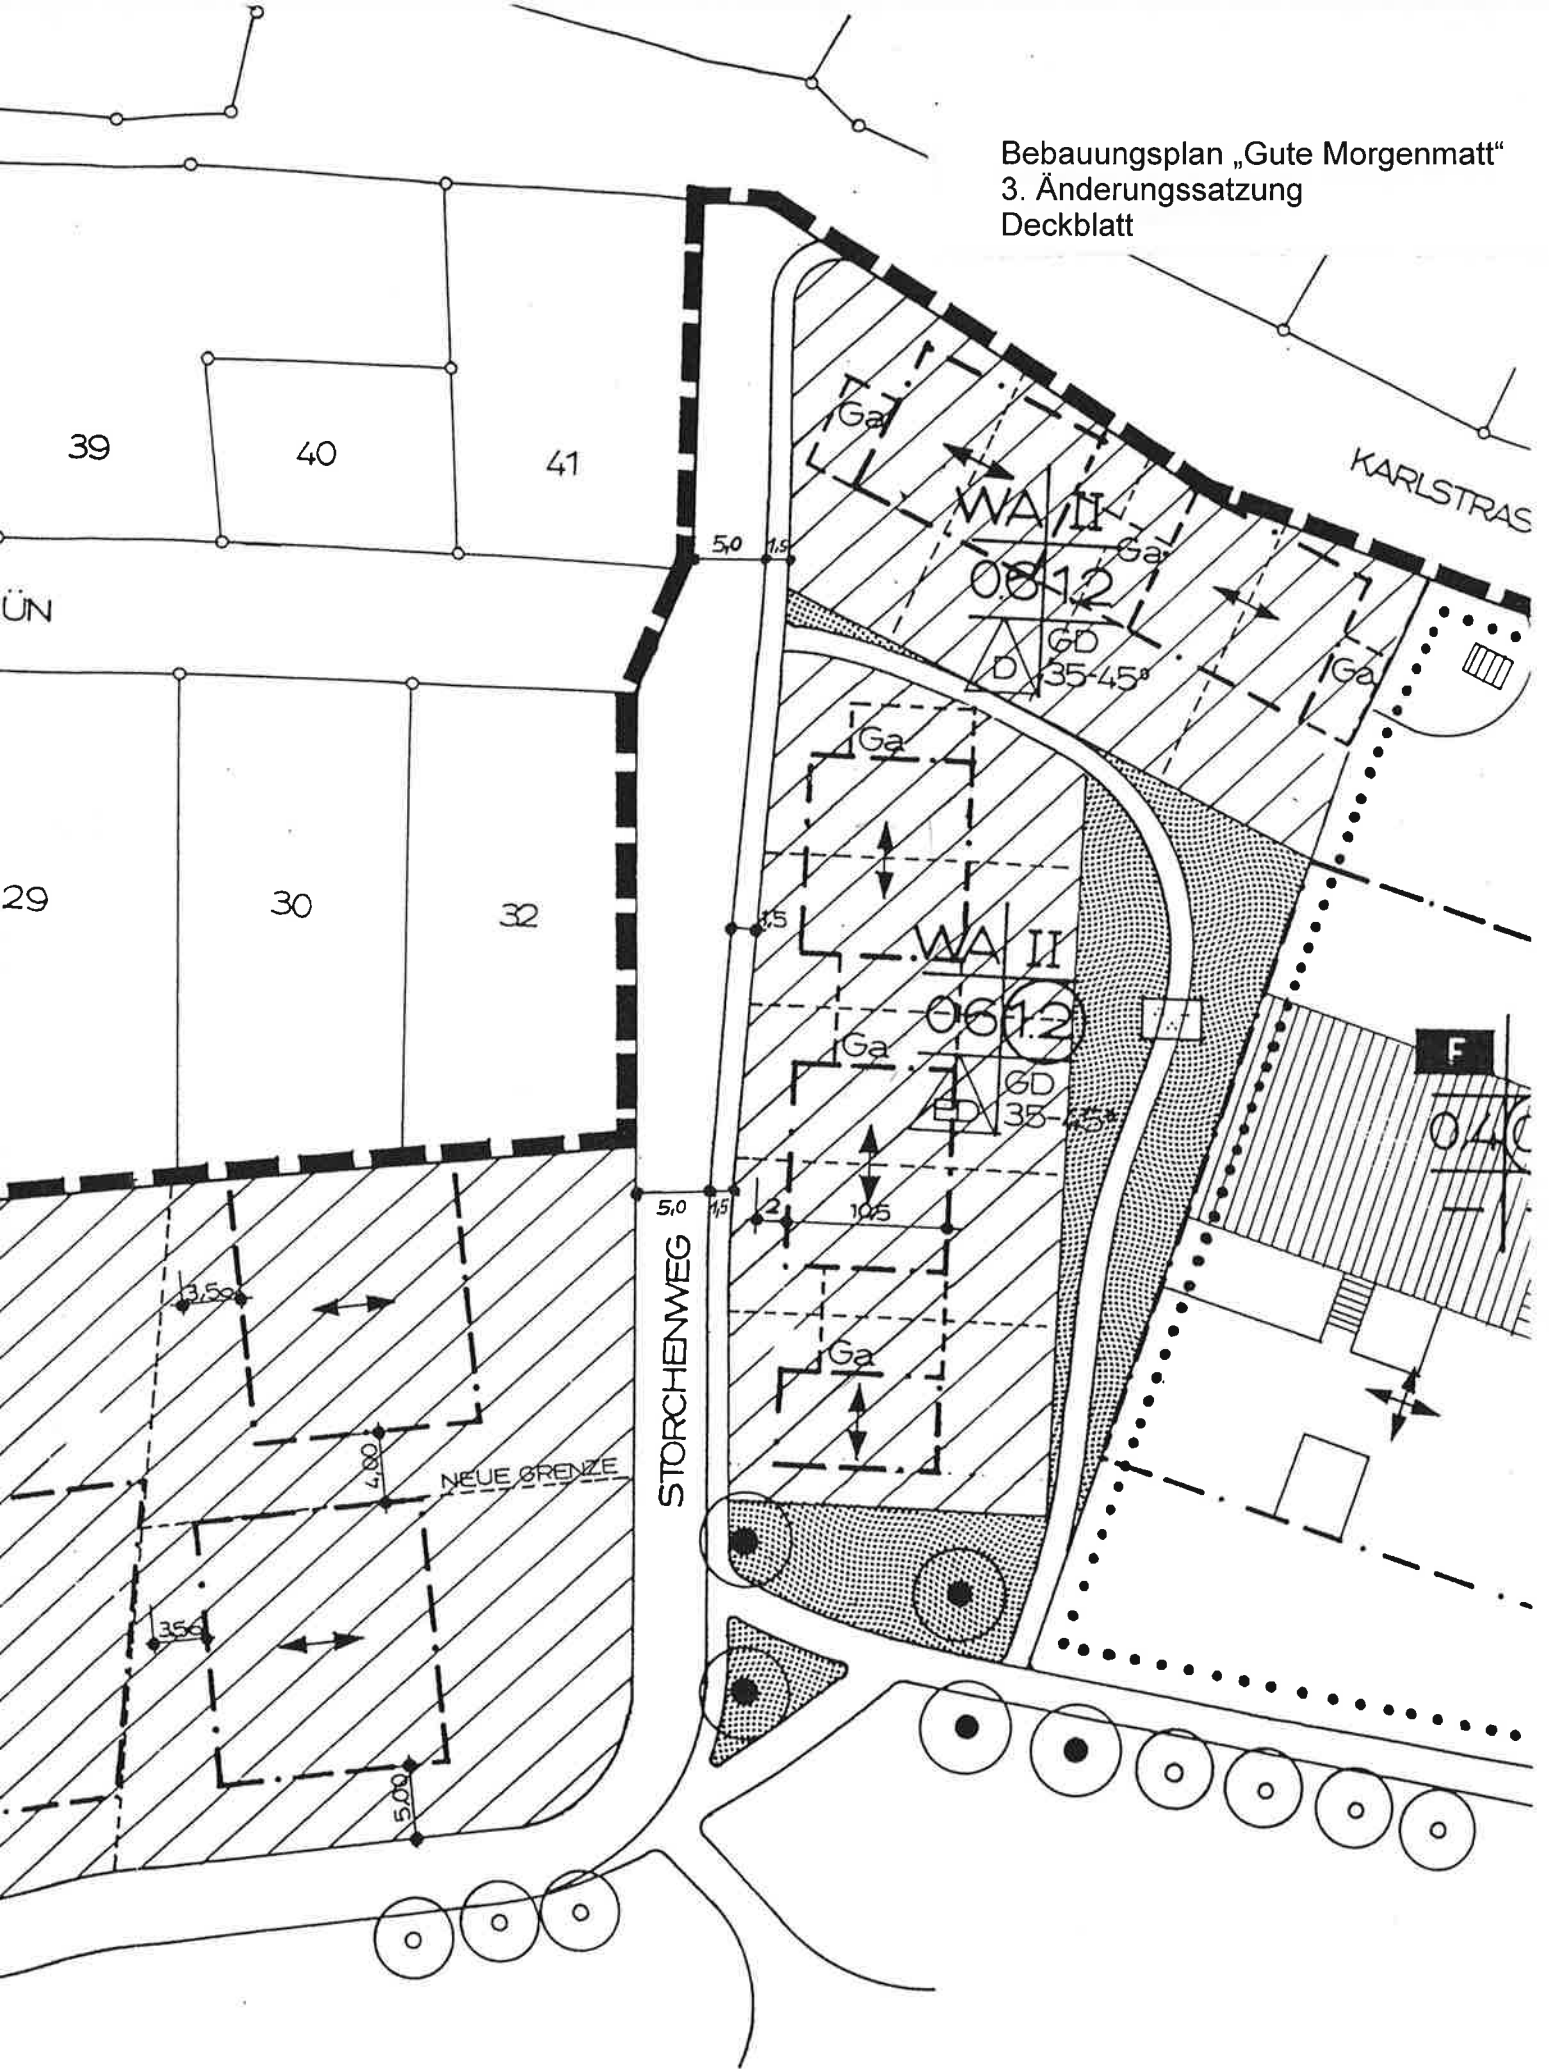 Bebauungsplan „Gute Morgenmatt“
3. Änderungssatzung
Deckblatt
39
40
41
Ga
KARLSTRAS
WA II
5,0
1,5
Ga
0.6 1.2
ÜN
GD
D
35-45°
Ga
Ga
29
30
32
1,5
WA II
0.6 1.2
Ga
F
GD
ED
35-45°
0.4
5,0
1,5
2
10,5
3,50
STORCHENWEG
Ga
4,00
NEUE GRENZE
3,50
5,00